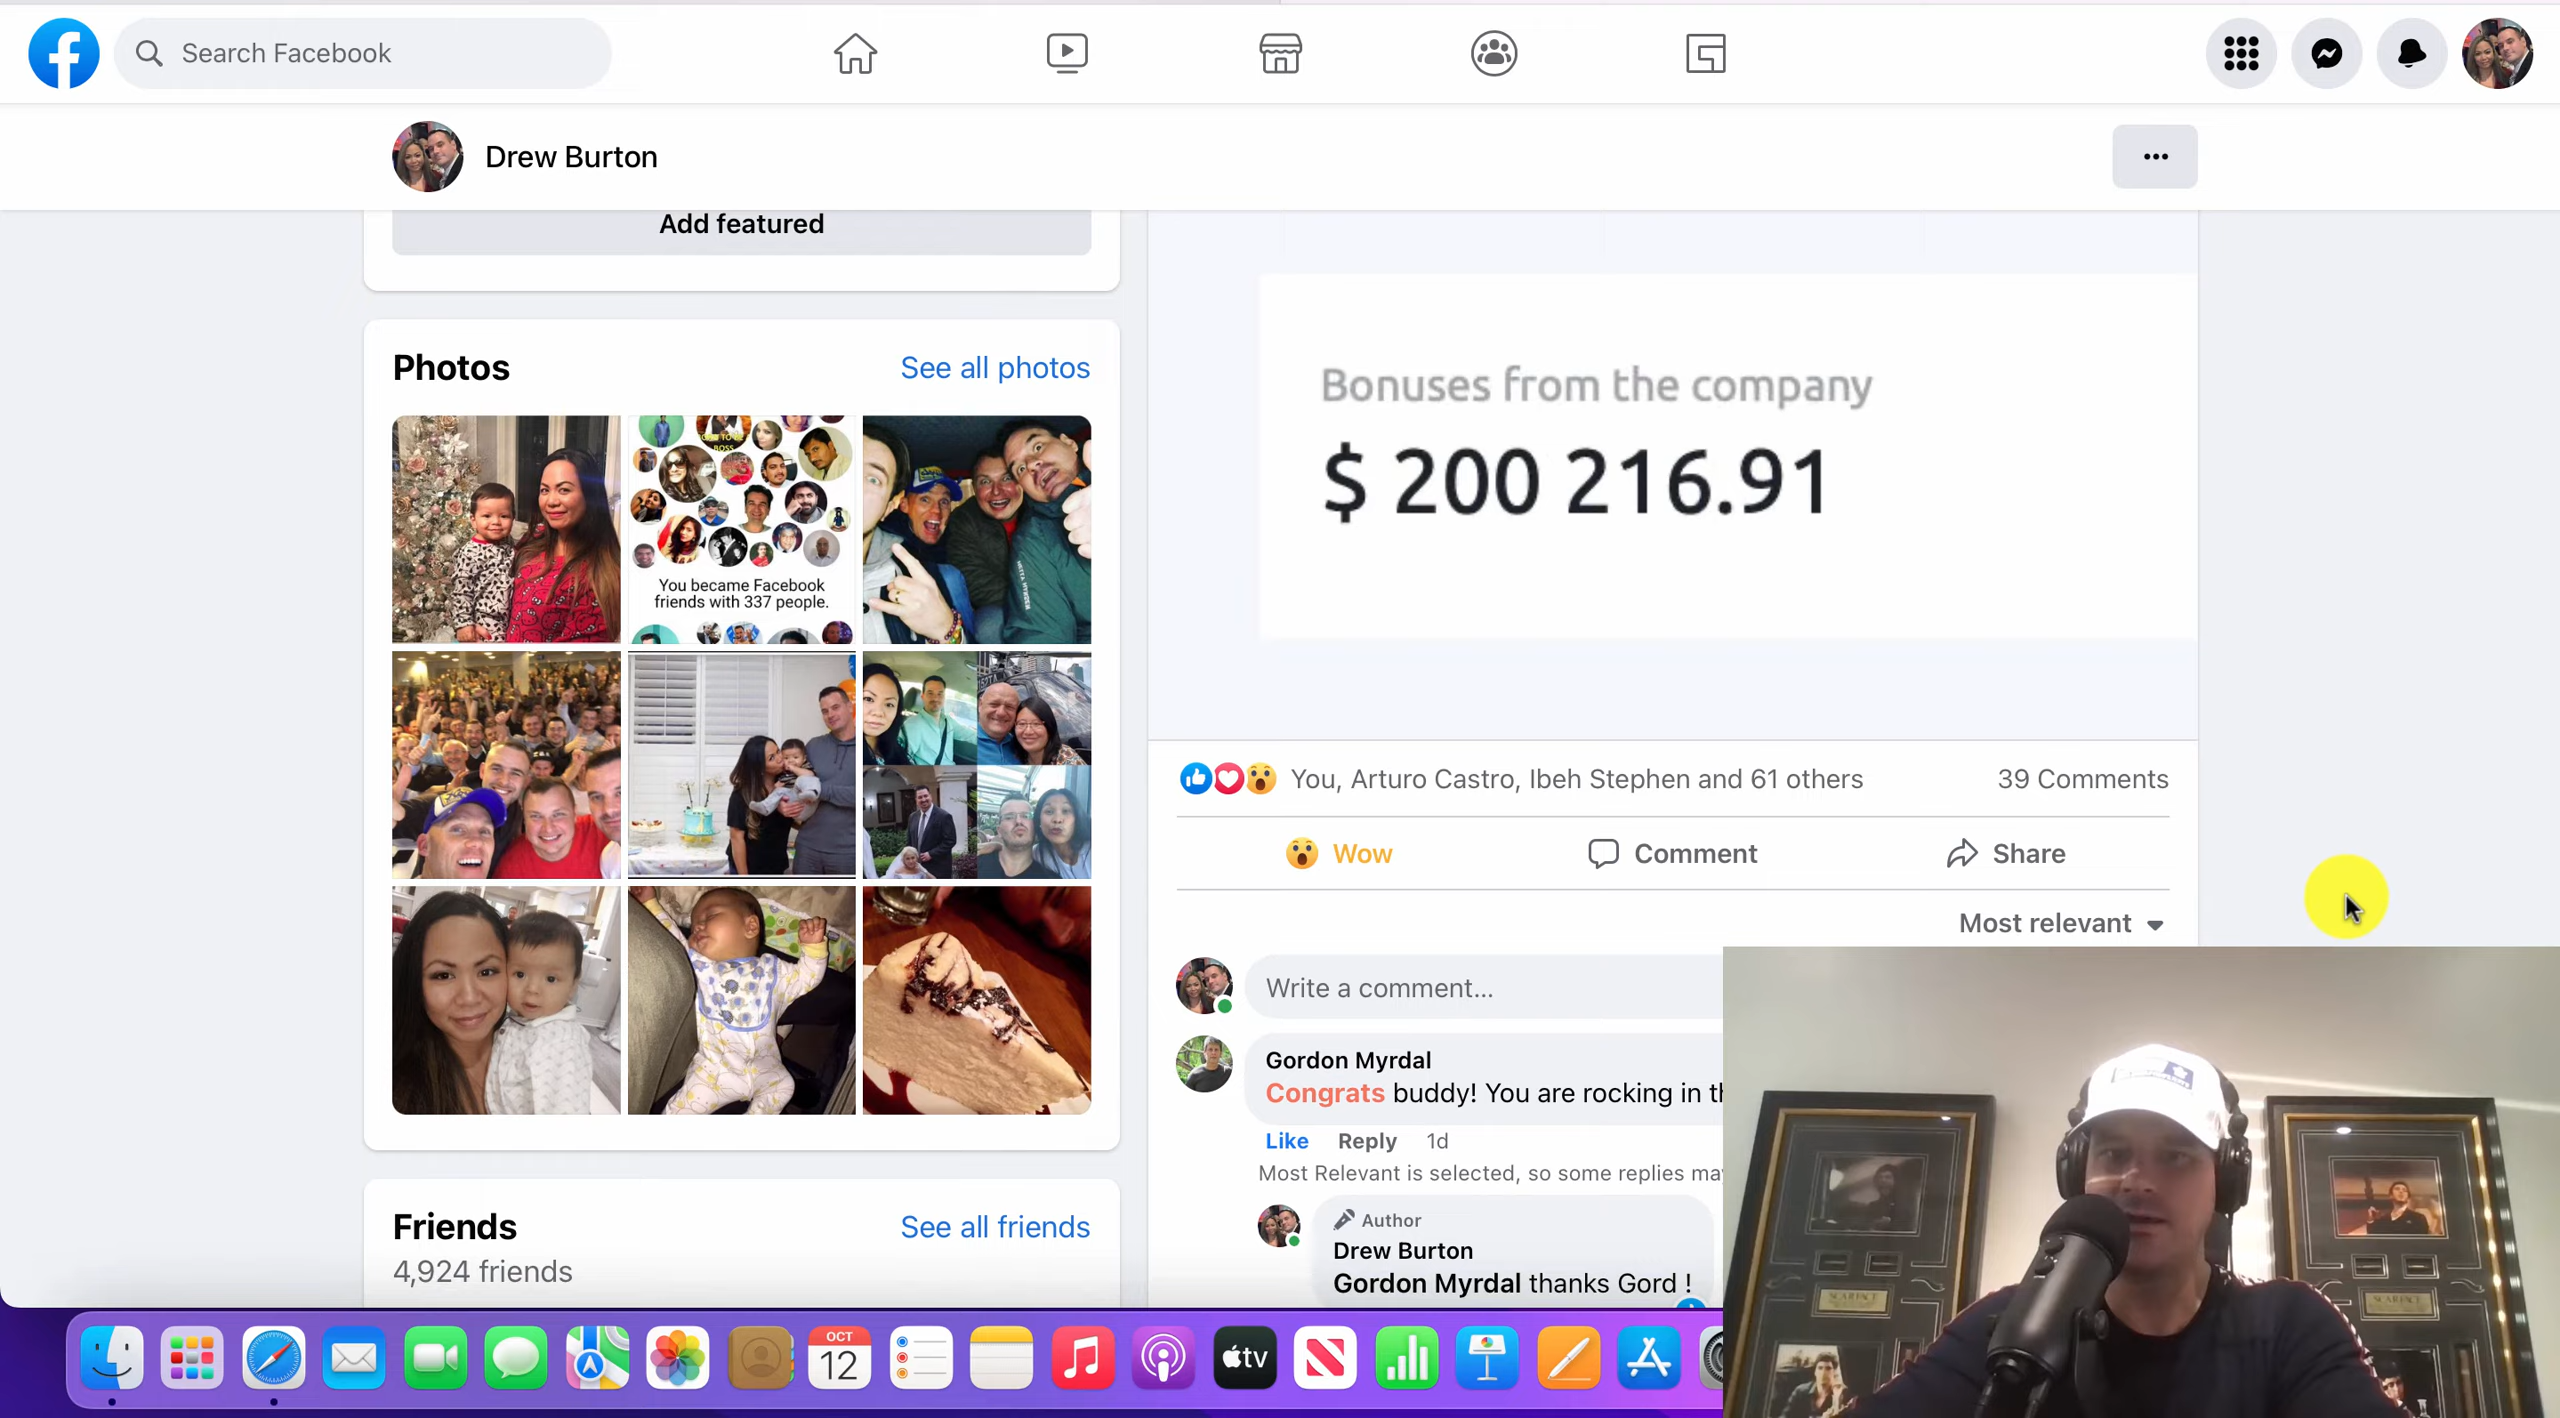 Search Facebook
Drew Burton
Add featured
Photos
See all photos
You became Facebook
friends with 337 people.
Friends
See all friends
4,924 friends
Bonuses from the company
$ 200 216.91
You, Arturo Castro, Ibeh Stephen and 61 others
39 Comments
Wow
Comment
Share
Most relevant
Write a comment...
Gordon Myrdal
Congrats buddy! You are rocking in th
Like
Reply
1d
Most Relevant is selected, so some replies ma
Author
Drew Burton
Gordon Myrdal thanks Gord !
OCT
12
tv
SCARFACE